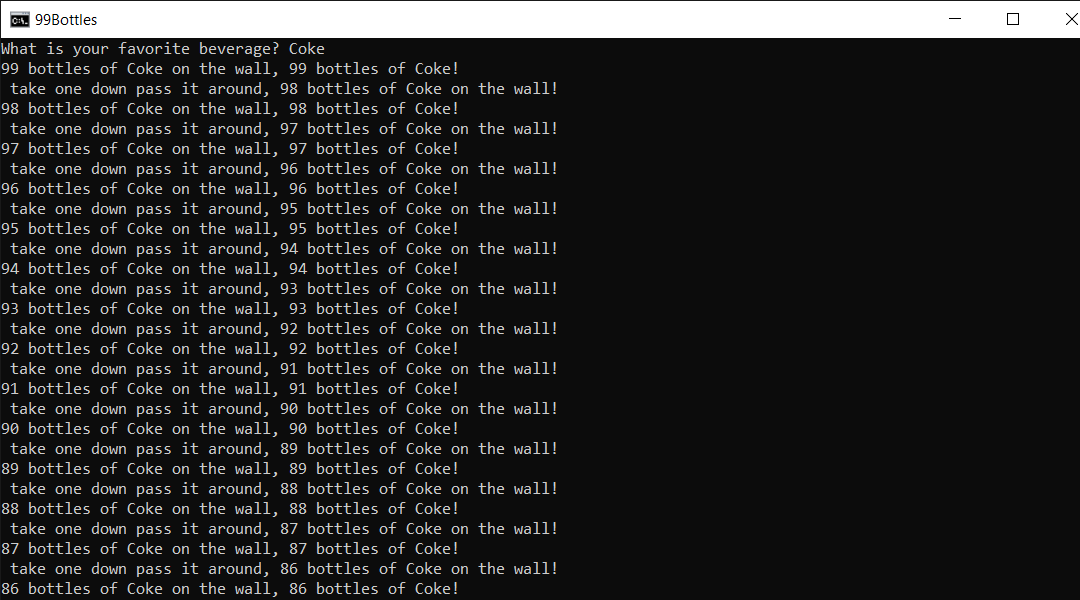 99Bottles
What is your favorite beverage? Coke
99 bottles of Coke on the wall, 99 bottles of Coke!
 take one down pass it around, 98 bottles of Coke on the wall!
98 bottles of Coke on the wall, 98 bottles of Coke!
 take one down pass it around, 97 bottles of Coke on the wall!
97 bottles of Coke on the wall, 97 bottles of Coke!
 take one down pass it around, 96 bottles of Coke on the wall!
96 bottles of Coke on the wall, 96 bottles of Coke!
 take one down pass it around, 95 bottles of Coke on the wall!
95 bottles of Coke on the wall, 95 bottles of Coke!
 take one down pass it around, 94 bottles of Coke on the wall!
94 bottles of Coke on the wall, 94 bottles of Coke!
 take one down pass it around, 93 bottles of Coke on the wall!
93 bottles of Coke on the wall, 93 bottles of Coke!
 take one down pass it around, 92 bottles of Coke on the wall!
92 bottles of Coke on the wall, 92 bottles of Coke!
 take one down pass it around, 91 bottles of Coke on the wall!
91 bottles of Coke on the wall, 91 bottles of Coke!
 take one down pass it around, 90 bottles of Coke on the wall!
90 bottles of Coke on the wall, 90 bottles of Coke!
 take one down pass it around, 89 bottles of Coke on the wall!
89 bottles of Coke on the wall, 89 bottles of Coke!
 take one down pass it around, 88 bottles of Coke on the wall!
88 bottles of Coke on the wall, 88 bottles of Coke!
 take one down pass it around, 87 bottles of Coke on the wall!
87 bottles of Coke on the wall, 87 bottles of Coke!
 take one down pass it around, 86 bottles of Coke on the wall!
86 bottles of Coke on the wall, 86 bottles of Coke!